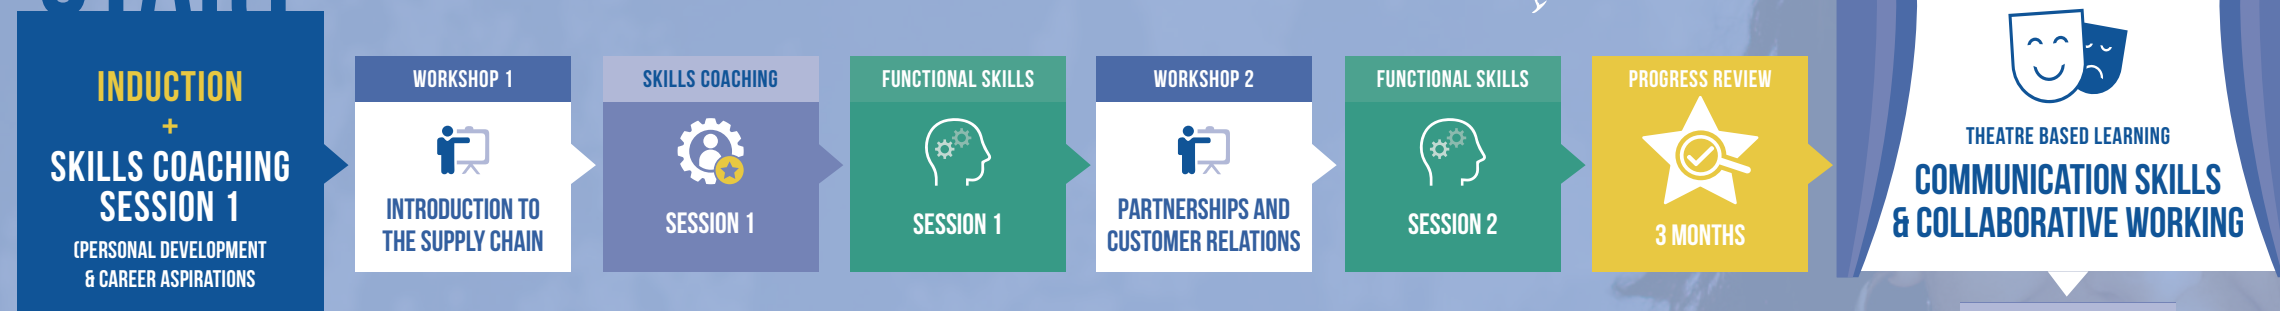 START
INDUCTION
+
SKILLS COACHING
SESSION 1
(PERSONAL DEVELOPMENT
& CAREER ASPIRATIONS
WORKSHOP 1
INTRODUCTION TO
THE SUPPLY CHAIN
SKILLS COACHING
SESSION 1
FUNCTIONAL SKILLS
SESSION 1
WORKSHOP 2
PARTNERSHIPS AND
CUSTOMER RELATIONS
FUNCTIONAL SKILLS
SESSION 2
PROGRESS REVIEW
3 MONTHS
THEATRE BASED LEARNING
COMMUNICATION SKILLS
& COLLABORATIVE WORKING